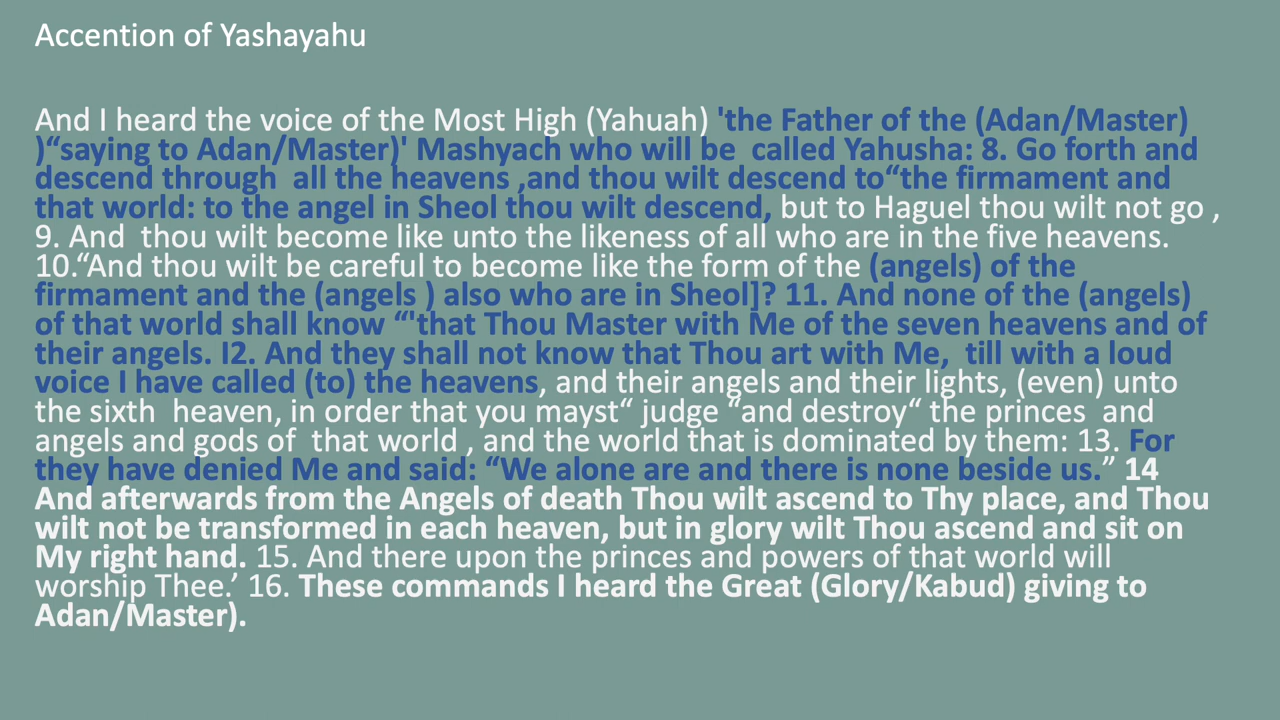 Accention of Yashayahu
And I heard the voice of the Most High (Yahuah) 'the Father of the (Adan/Master)
)“saying to Adan/Master)' Mashyach who will be called Yahusha: 8. Go forth and
descend through all the heavens ,and thou wilt descend to“the firmament and
that world: to the angel in Sheol thou wilt descend, but to Haguel thou wilt not go ,
9. And thou wilt become like unto the likeness of all who are in the five heavens.
10.“And thou wilt be careful to become like the form of the (angels) of the
firmament and the (angels ) also who are in Sheol]? 11. And none of the (angels)
of that world shall know “'that Thou Master with Me of the seven heavens and of
their angels. I2. And they shall not know that Thou art with Me, till with a loud
voice I have called (to) the heavens, and their angels and their lights, (even) unto
the sixth heaven, in order that you mayst“ judge “and destroy“ the princes and
angels and gods of that world , and the world that is dominated by them: 13. For
they have denied Me and said: “We alone are and there is none beside us.” 14
And afterwards from the Angels of death Thou wilt ascend to Thy place, and Thou
wilt not be transformed in each heaven, but in glory wilt Thou ascend and sit on
My right hand. 15. And there upon the princes and powers of that world will
worship Thee.’ 16. These commands I heard the Great (Glory/Kabud) giving to
Adan/Master).